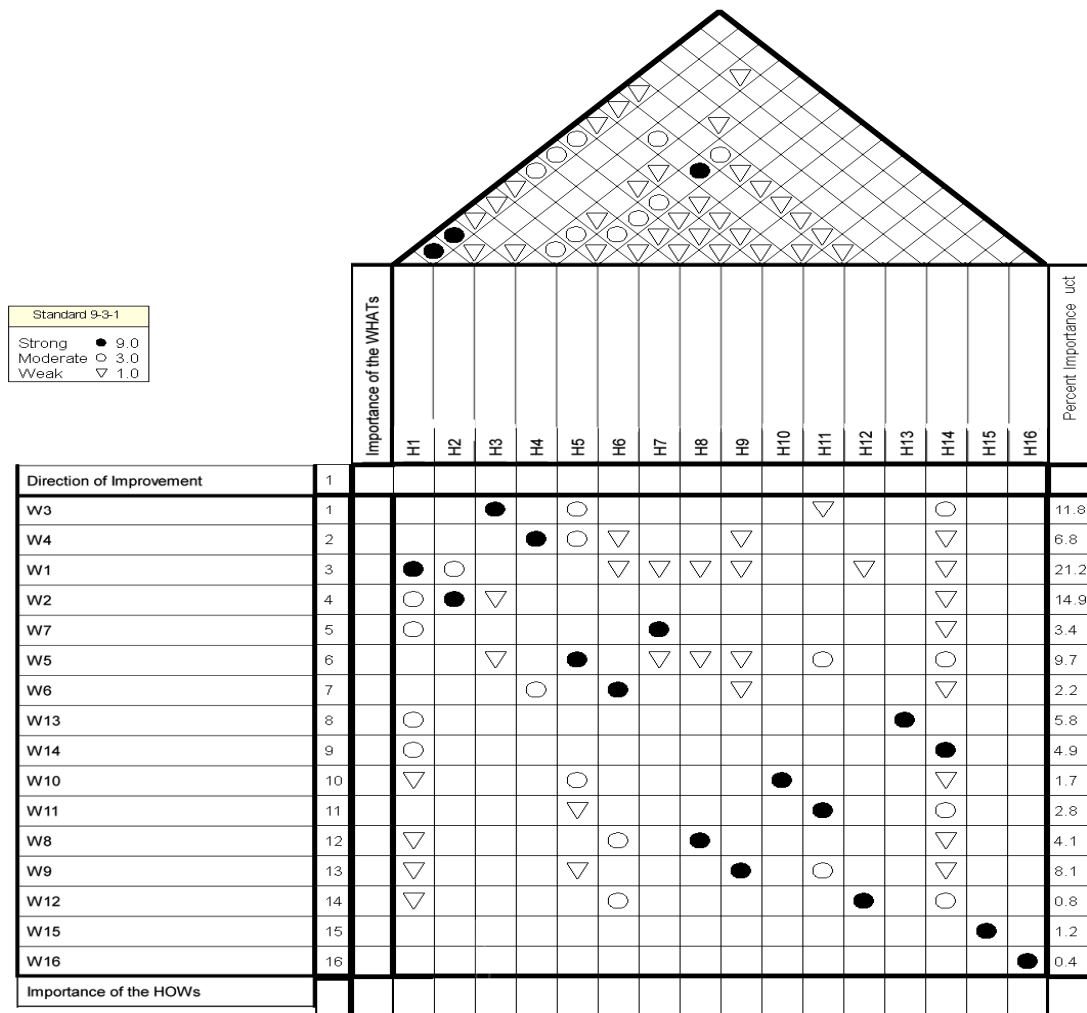 Standard 9-3-1
Strong ● 9.0
Moderate ○ 3.0
Weak ▽ 1.0
Importance of the WHATs
H1
H2
H3
H4
H5
H6
H7
H8
H9
H10
H11
H12
H13
H14
H15
H16
Percent Importance uct
Direction of Improvement 1
W3 1 11.8
W4 2 6.8
W1 3 21.2
W2 4 14.9
W7 5 3.4
W5 6 9.7
W6 7 2.2
W13 8 5.8
W14 9 4.9
W10 10 1.7
W11 11 2.8
W8 12 4.1
W9 13 8.1
W12 14 0.8
W15 15 1.2
W16 16 0.4
Importance of the HOWs